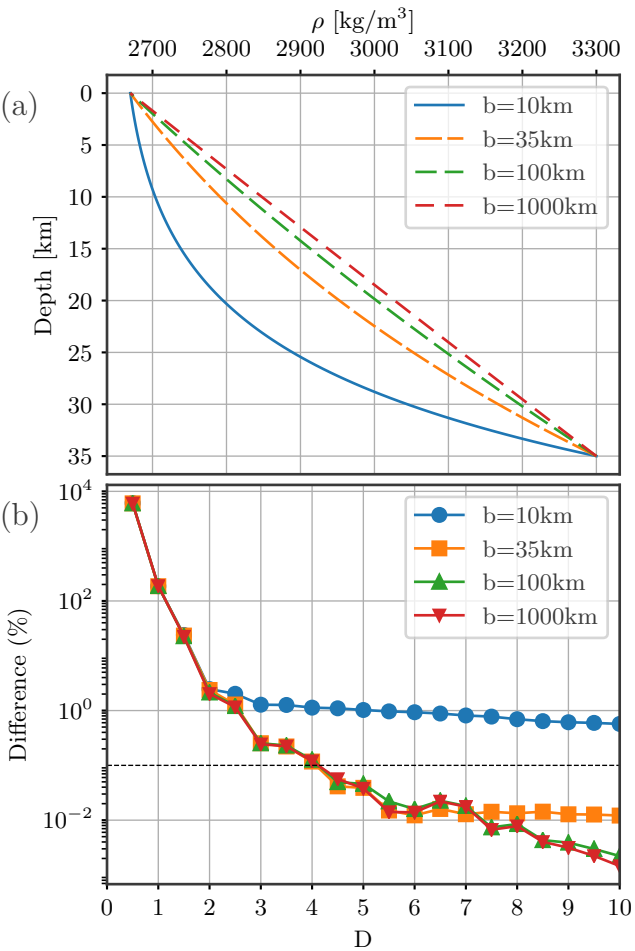 ρ [kg/m³]
2700 2800 2900 3000 3100 3200 3300
(a)
0
5
10
15
20
25
30
35
Depth [km]
b=10km
b=35km
b=100km
b=1000km
(b)
10⁴
10²
10⁰
10⁻²
Difference (%)
b=10km
b=35km
b=100km
b=1000km
0 1 2 3 4 5 6 7 8 9 10
D